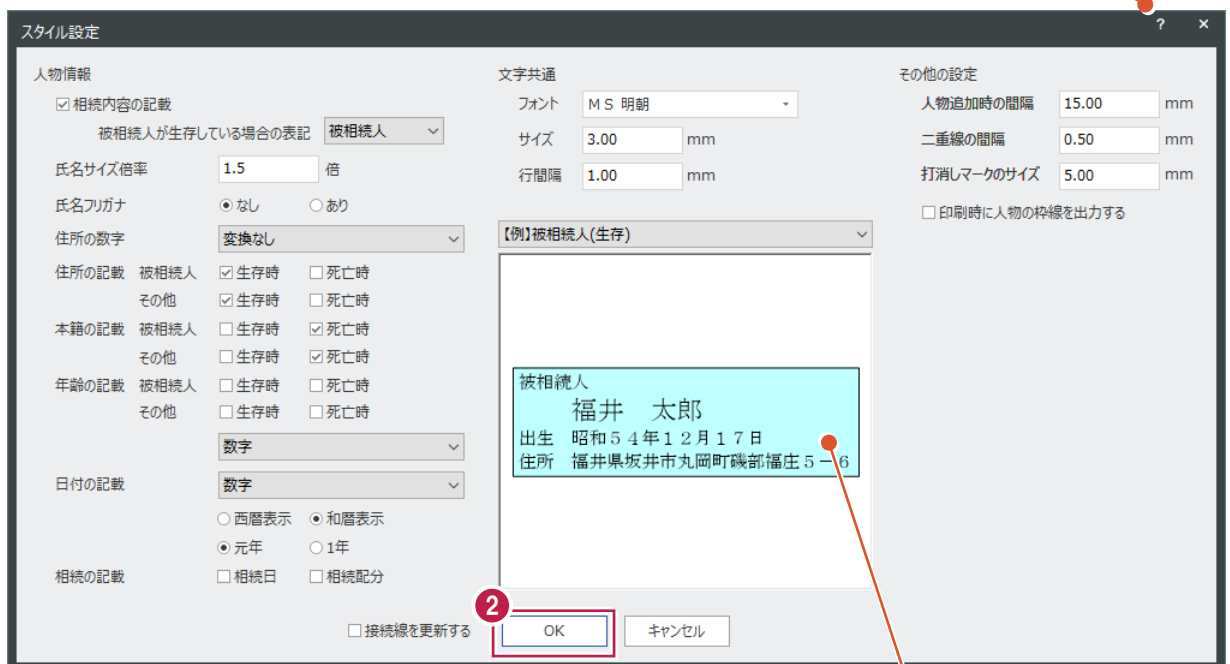 スタイル設定
? ×
人物情報
相続内容の記載
被相続人が生存している場合の表記 被相続人
氏名サイズ倍率 1.5 倍
氏名フリガナ なし あり
住所の数字 変換なし
住所の記載 被相続人 生存時 死亡時
その他 生存時 死亡時
本籍の記載 被相続人 生存時 死亡時
その他 生存時 死亡時
年齢の記載 被相続人 生存時 死亡時
その他 生存時 死亡時
数字
日付の記載 数字
西暦表示 和暦表示
元年 1年
相続の記載 相続日 相続配分
接続線を更新する
文字共通
フォント MS 明朝
サイズ 3.00 mm
行間隔 1.00 mm
【例】被相続人(生存)
被相続人
福井 太郎
出生 昭和54年12月17日
住所 福井県坂井市丸岡町磯部福庄5-6
2
OK キャンセル
その他の設定
人物追加時の間隔 15.00 mm
二重線の間隔 0.50 mm
打消しマークのサイズ 5.00 mm
印刷時に人物の枠線を出力する